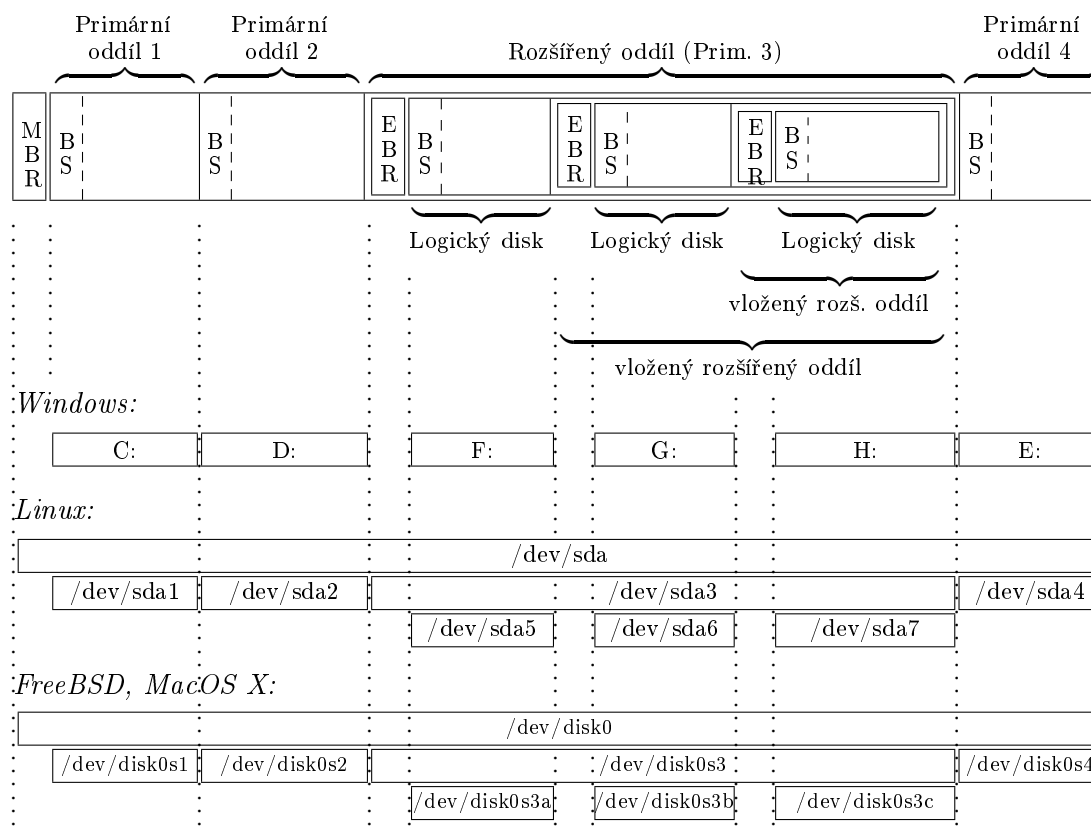 Primární
oddíl 1
Primární
oddíl 2
Rozšířený oddíl (Prim. 3)
Primární
oddíl 4
M
B
R
B
S
B
S
E
B
R
B
S
E
B
R
B
S
E
B
R
B
S
B
S
Logický disk
Logický disk
Logický disk
vložený rozš. oddíl
vložený rozšířený oddíl
Windows:
C:
D:
F:
G:
H:
E:
Linux:
/dev/sda
/dev/sda1
/dev/sda2
/dev/sda3
/dev/sda4
/dev/sda5
/dev/sda6
/dev/sda7
FreeBSD, MacOS X:
/dev/disk0
/dev/disk0s1
/dev/disk0s2
/dev/disk0s3
/dev/disk0s4
/dev/disk0s3a
/dev/disk0s3b
/dev/disk0s3c